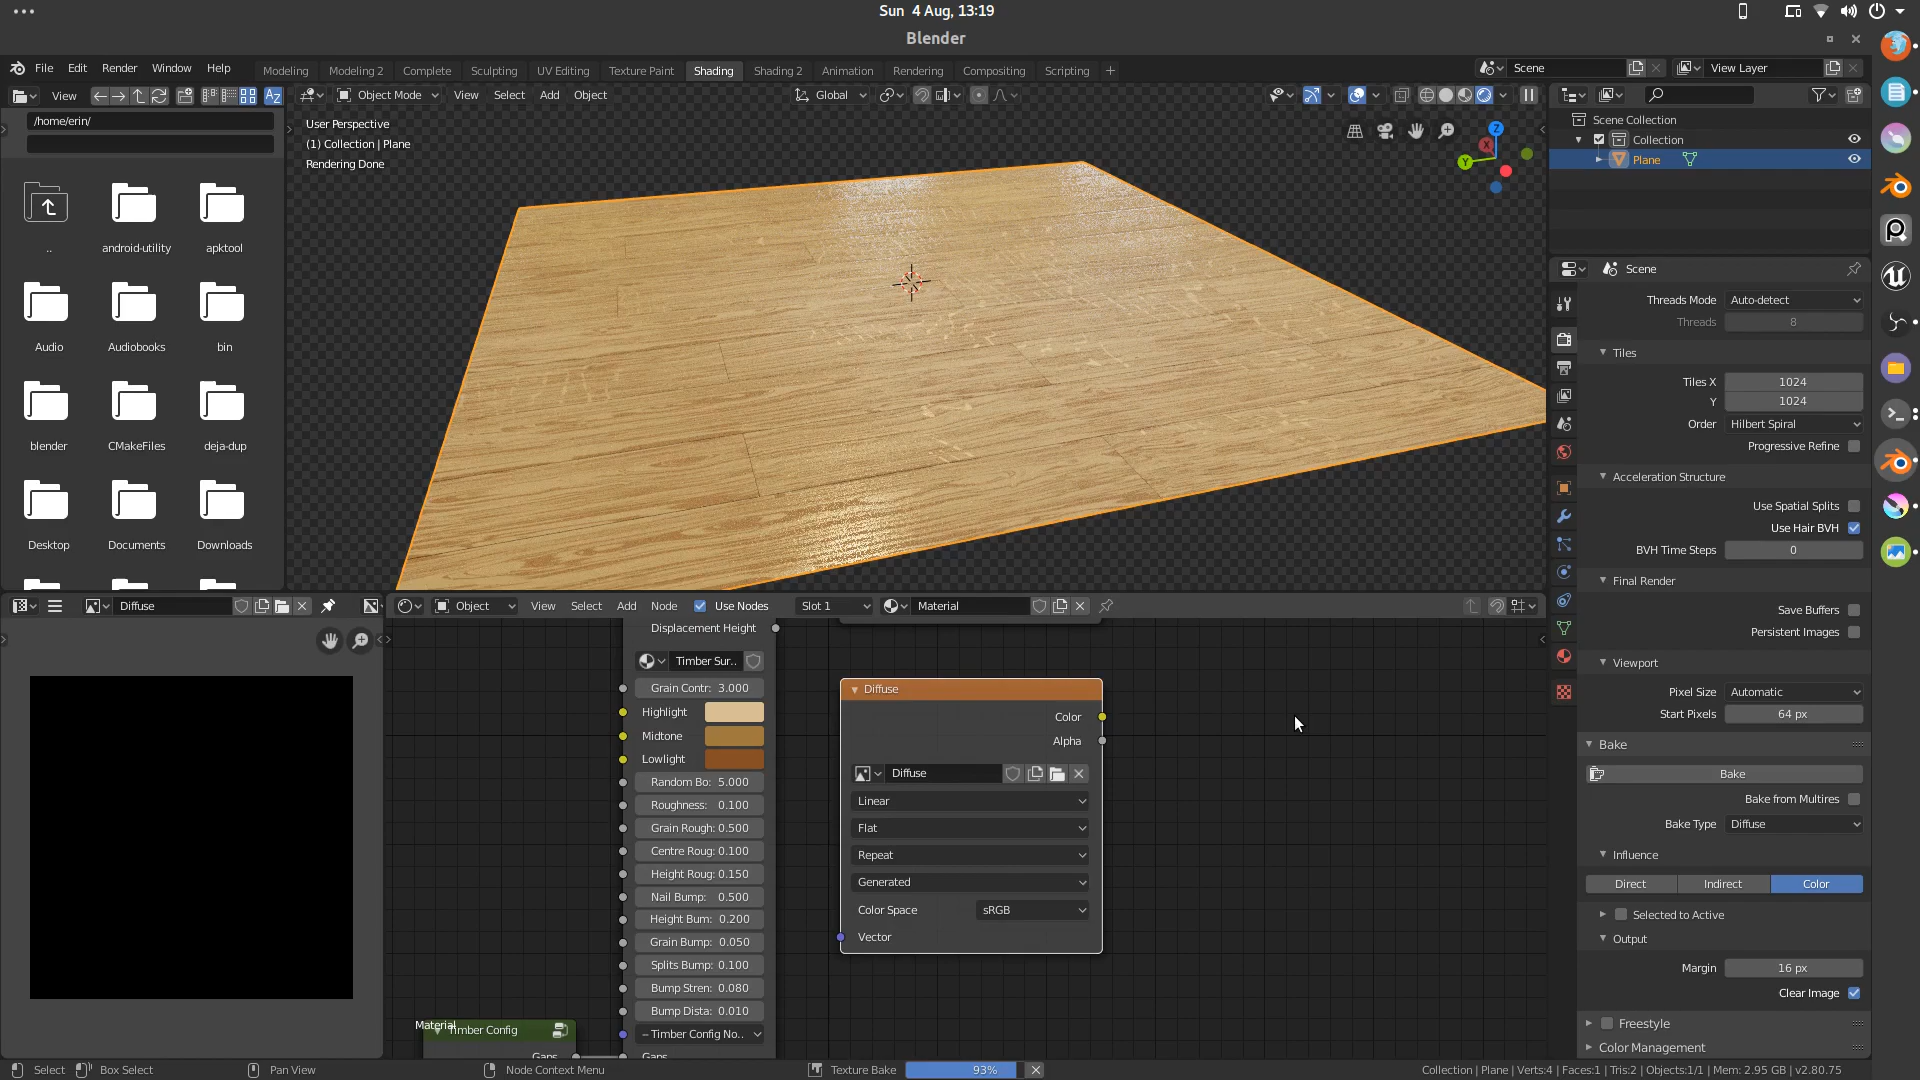 Sun 4 Aug, 13:19
Blender
File Edit Render Window Help
Modeling Modeling 2 Complete Sculpting UV Editing Texture Paint Shading Shading 2 Animation Rendering Compositing Scripting +
Scene
View Layer
View
AZ
Object Mode View Select Add Object
Global
/home/erin/
User Perspective
(1) Collection | Plane
Rendering Done
Z
X
Y
..
android-utility
apktool
Audio
Audiobooks
bin
blender
CMakeFiles
deja-dup
Desktop
Documents
Downloads
Scene Collection
Collection
Plane
Scene
Threads Mode Auto-detect
Threads 8
Tiles
Tiles X 1024
Y 1024
Order Hilbert Spiral
Progressive Refine
Acceleration Structure
Use Spatial Splits
Use Hair BVH
BVH Time Steps 0
Final Render
Save Buffers
Persistent Images
Viewport
Pixel Size Automatic
Start Pixels 64 px
Bake
Bake
Bake from Multires
Bake Type Diffuse
Influence
Direct Indirect Color
Selected to Active
Output
Margin 16 px
Clear Image
Freestyle
Color Management
Diffuse
Object View Select Add Node Use Nodes Slot 1 Material
Displacement Height
Timber Sur..
Grain Contr: 3.000
Highlight
Midtone
Lowlight
Random Bo: 5.000
Roughness: 0.100
Grain Rough: 0.500
Centre Roug: 0.100
Height Roug: 0.150
Nail Bump: 0.500
Height Bum: 0.200
Grain Bump: 0.050
Splits Bump: 0.100
Bump Stren: 0.080
Bump Dista: 0.010
-- Timber Config No..
Gaps
Material
Timber Config
Gaps
Diffuse
Color
Alpha
Diffuse
Linear
Flat
Repeat
Generated
Color Space sRGB
Vector
Select Box Select Pan View Node Context Menu Texture Bake 93%
Collection | Plane | Verts:4 | Faces:1 | Tris:2 | Objects:1/1 | Mem: 2.95 GB | v2.80.75